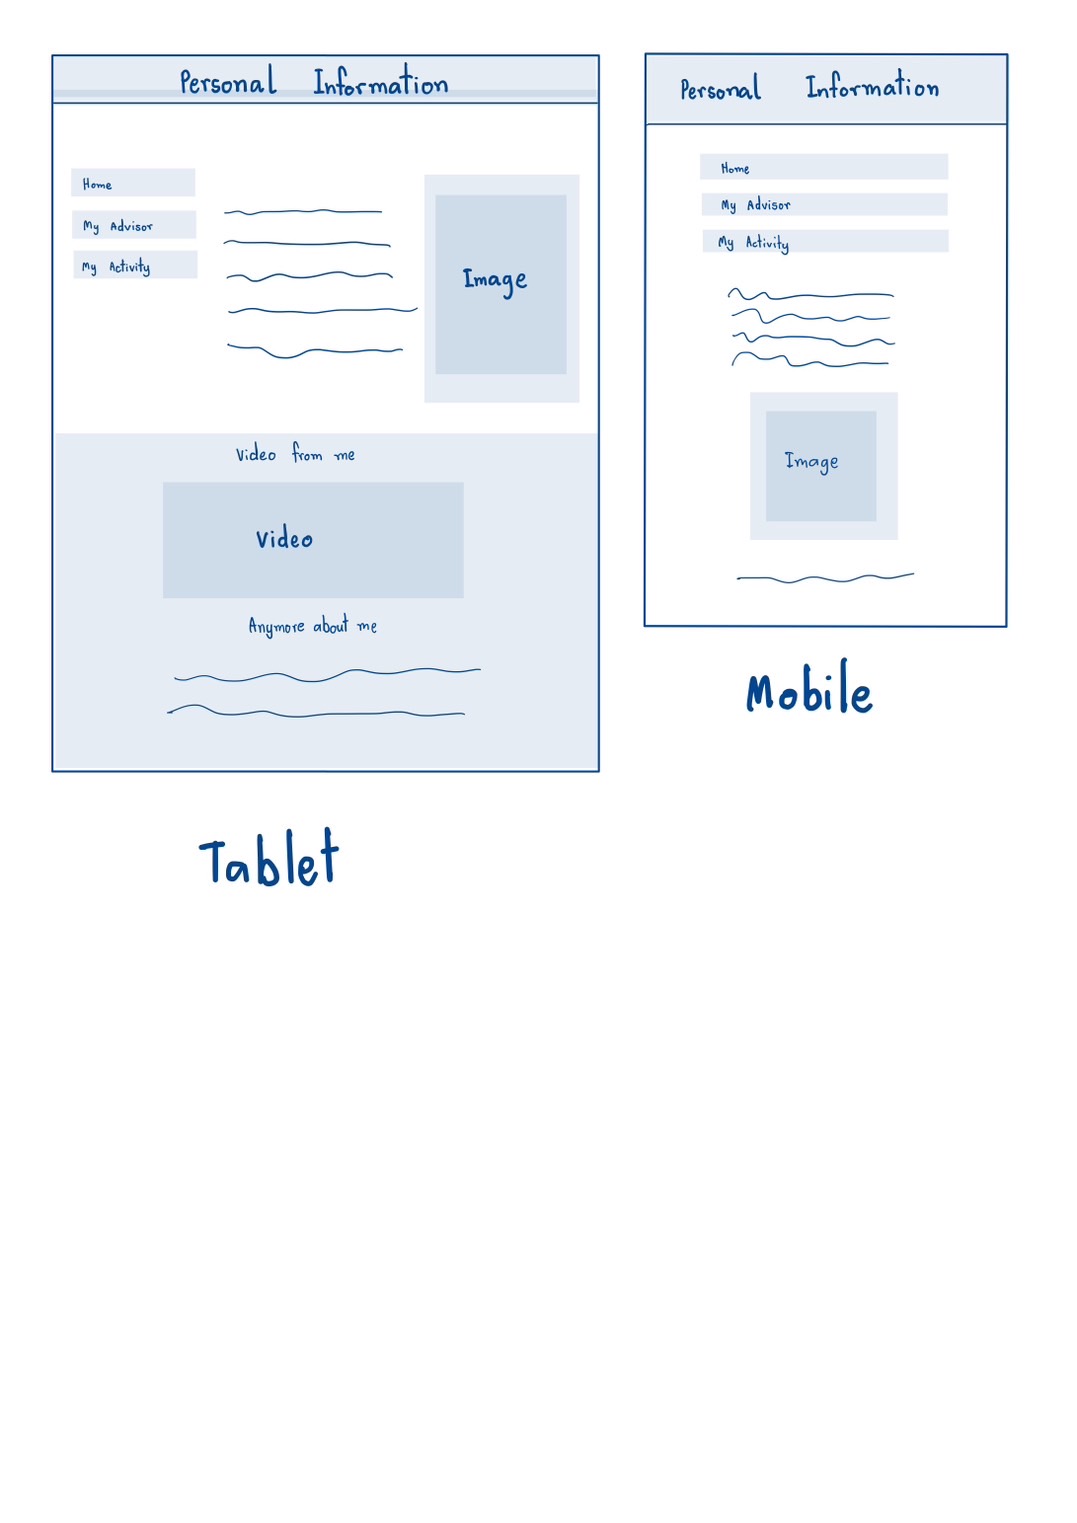 Personal Information
Home
My Advisor
My Activity
Image
Video from me
Video
Anymore about me
Tablet
Personal Information
Home
My Advisor
My Activity
Image
Mobile